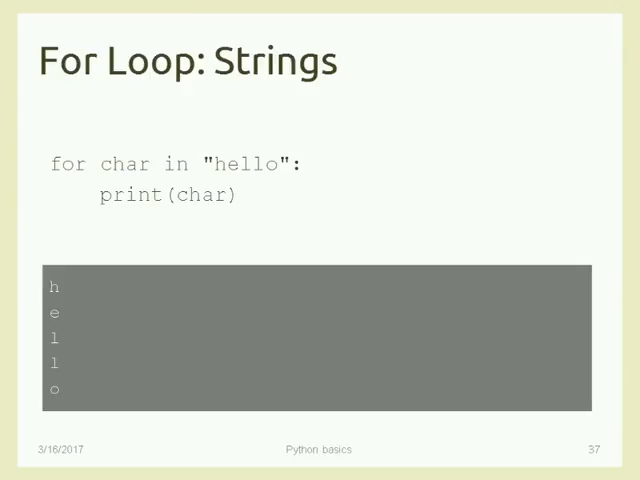 For Loop: Strings
for char in "hello":
    print(char)
h
e
l
l
o
3/16/2017 Python basics 37